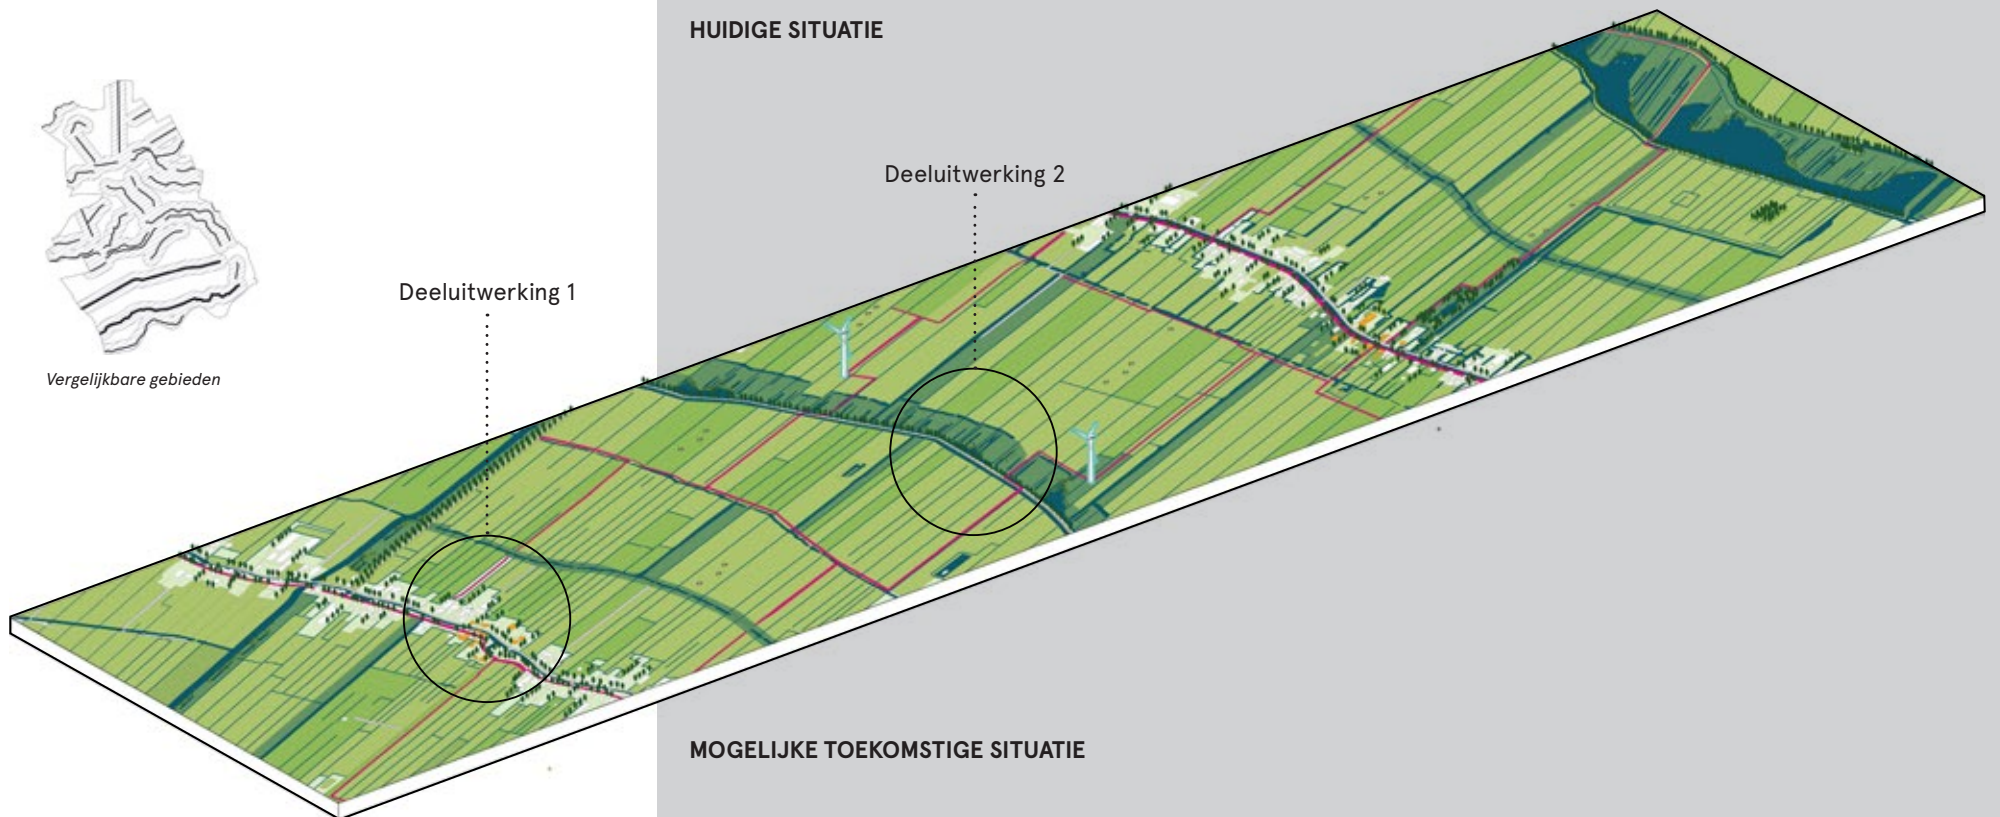 HUIDIGE SITUATIE
Deeluitwerking 2
Deeluitwerking 1
Vergelijkbare gebieden
MOGELIJKE TOEKOMSTIGE SITUATIE